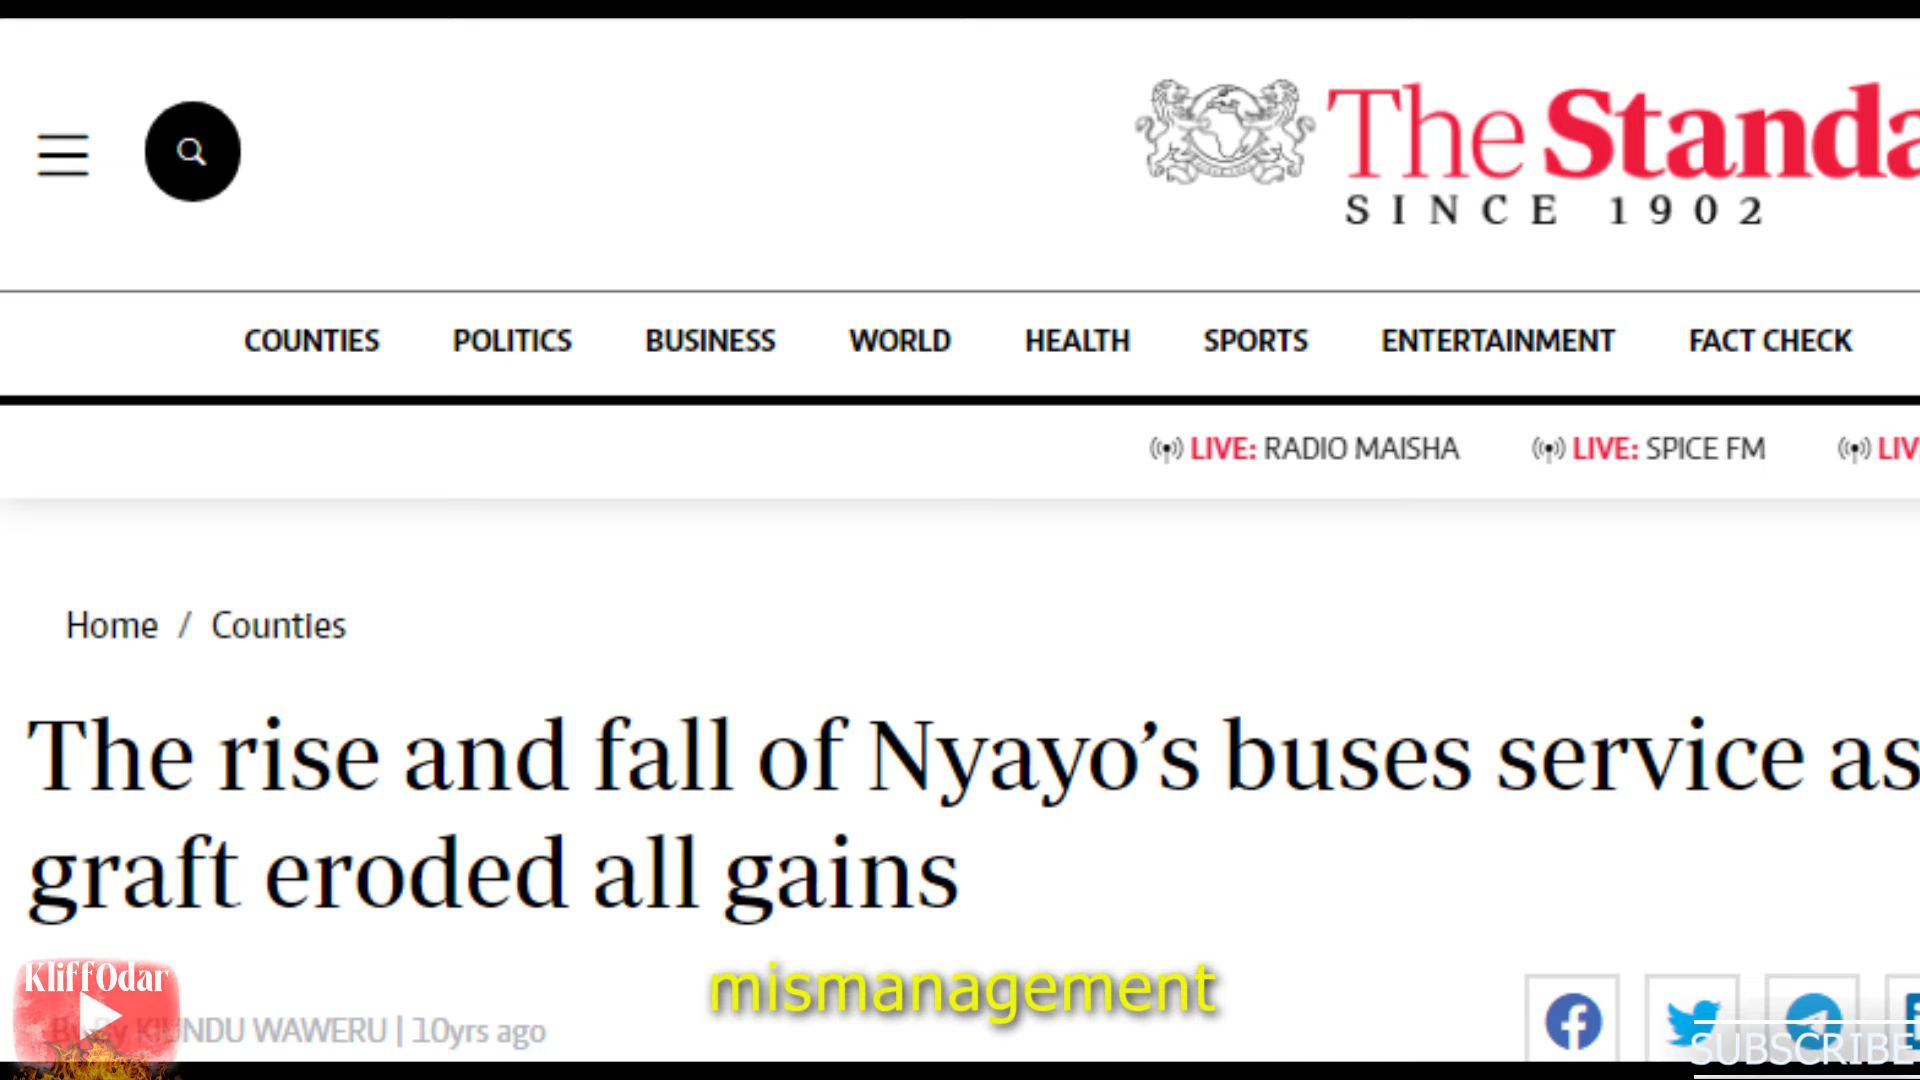 The Standa
SINCE 1902
COUNTIES POLITICS BUSINESS WORLD HEALTH SPORTS ENTERTAINMENT FACT CHECK
LIVE: RADIO MAISHA LIVE: SPICE FM LIV
Home / Counties
The rise and fall of Nyayo’s buses service as
graft eroded all gains
KliffOdar
mismanagement
By WAWERU | 10yrs ago
SUBSCRIBE